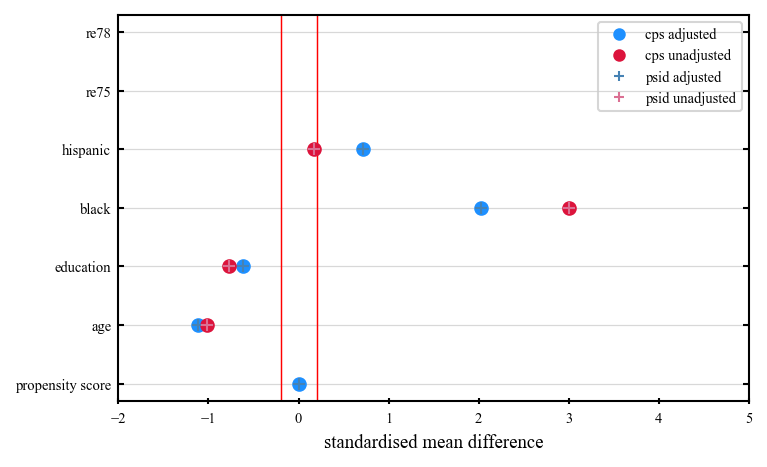 re78
re75
hispanic
black
education
age
propensity score
cps adjusted
cps unadjusted
psid adjusted
psid unadjusted
−2 −1 0 1 2 3 4 5
standardised mean difference